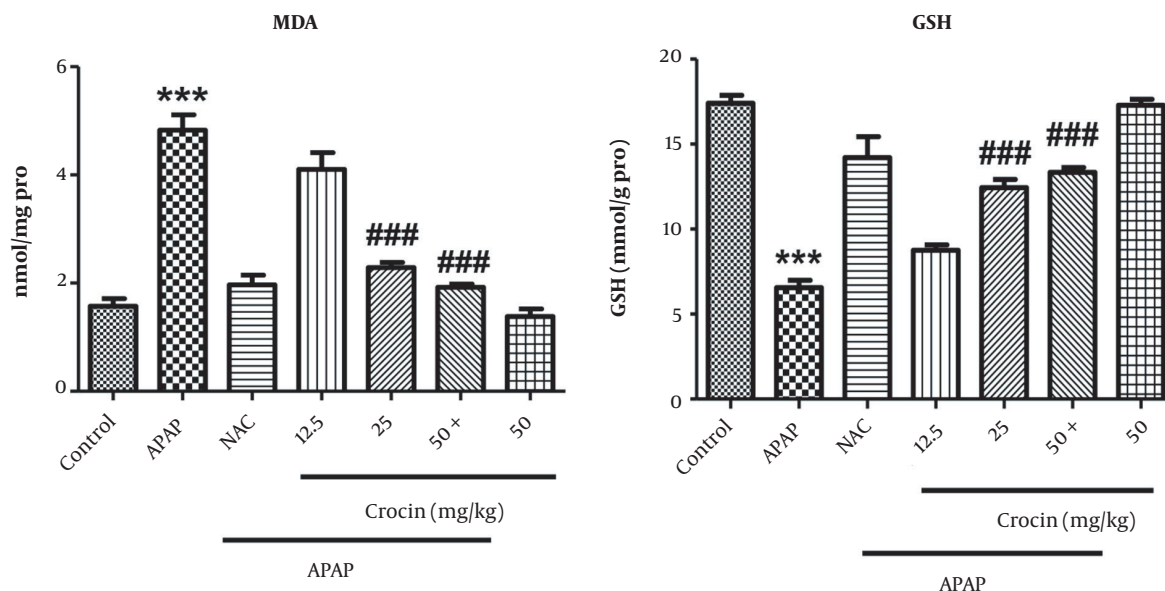 MDA
nmol/mg pro
6
4
2
0
***
###
###
Control
APAP
NAC
12.5
25
50 +
50
Crocin (mg/kg)
APAP
GSH
GSH (mmol/g pro)
20
15
10
5
0
***
###
###
Control
APAP
NAC
12.5
25
50 +
50
Crocin (mg/kg)
APAP